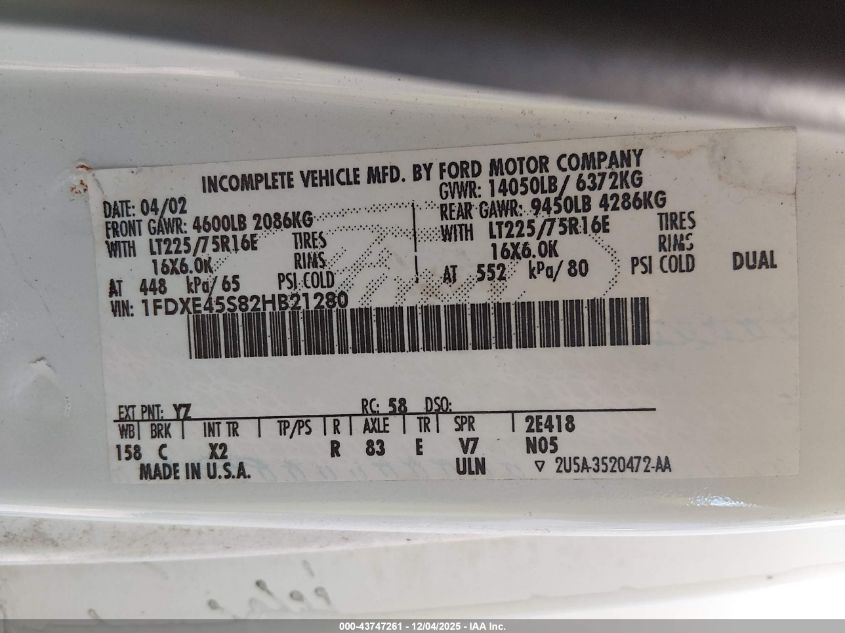 INCOMPLETE VEHICLE MFD. BY FORD MOTOR COMPANY
DATE: 04/02 GVWR: 14050LB/ 6372KG
FRONT GAWR: 4600LB 2086KG REAR GAWR: 9450LB 4286KG
WITH LT225/75R16E TIRES WITH LT225/75R16E TIRES
16X6.0K RIMS 16X6.0K RIMS
AT 448 kPa/65 PSI COLD AT 552 kPa/80 PSI COLD DUAL
VIN: 1FDXE45S82HB21280
EXT PNT: YZ RC: 58 DSO:
WB BRK INT TR TP/PS R AXLE TR SPR 2E418
158 C X2 R 83 E V7 N05
MADE IN U.S.A. ULN ▽ 2U5A-3520472-AA
000-43747261 - 12/04/2025 - IAA Inc.